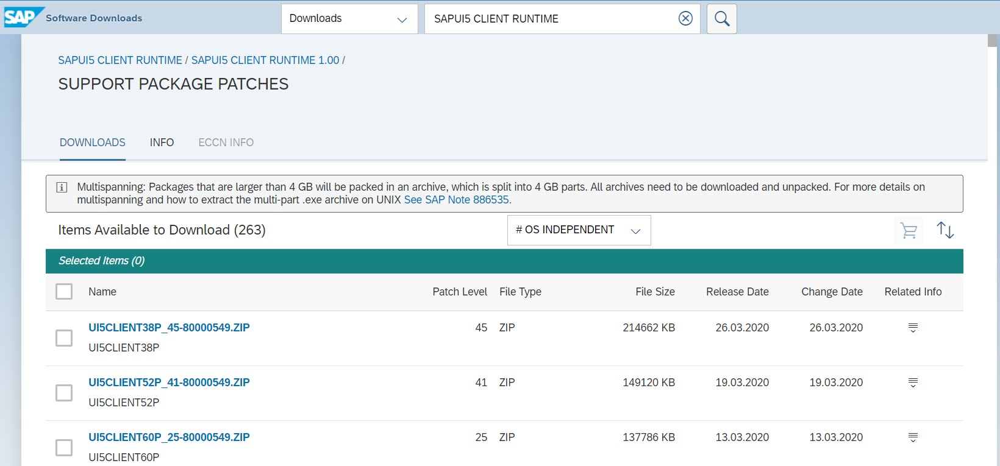 SAP Software Downloads
Downloads
SAPUI5 CLIENT RUNTIME
SAPUI5 CLIENT RUNTIME / SAPUI5 CLIENT RUNTIME 1.00 /
SUPPORT PACKAGE PATCHES
DOWNLOADS INFO ECCN INFO
Multispanning: Packages that are larger than 4 GB will be packed in an archive, which is split into 4 GB parts. All archives need to be downloaded and unpacked. For more details on
multispanning and how to extract the multi-part .exe archive on UNIX See SAP Note 886535.
Items Available to Download (263)
# OS INDEPENDENT
Selected Items (0)
Name Patch Level File Type File Size Release Date Change Date Related Info
UI5CLIENT38P_45-80000549.ZIP 45 ZIP 214662 KB 26.03.2020 26.03.2020
UI5CLIENT38P
UI5CLIENT52P_41-80000549.ZIP 41 ZIP 149120 KB 19.03.2020 19.03.2020
UI5CLIENT52P
UI5CLIENT60P_25-80000549.ZIP 25 ZIP 137786 KB 13.03.2020 13.03.2020
UI5CLIENT60P